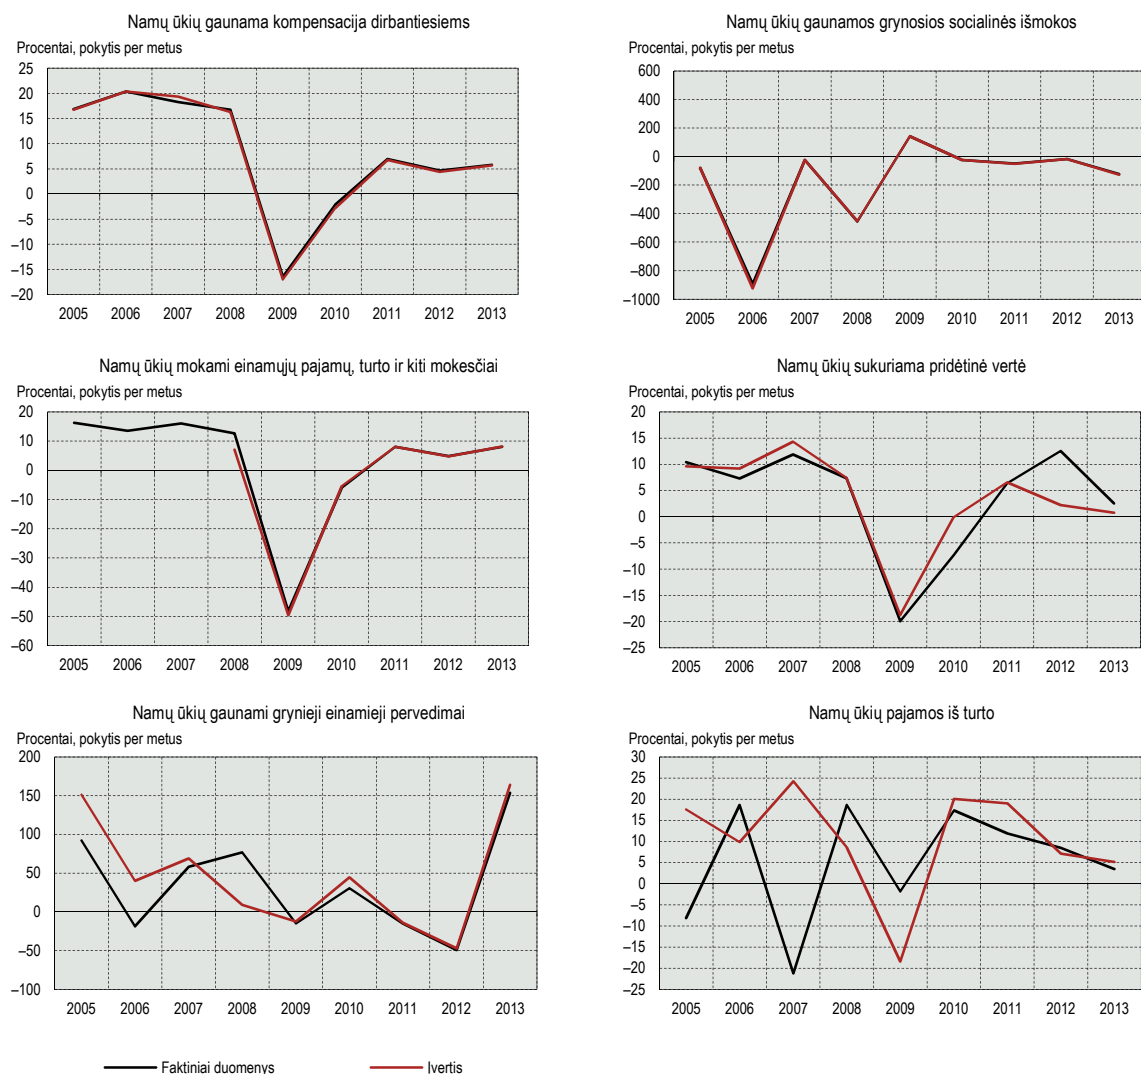 Namų ūkių gaunama kompensacija dirbantiesiems
Procentai, pokytis per metus
25
20
15
10
5
0
–5
–10
–15
–20
2005 2006 2007 2008 2009 2010 2011 2012 2013
Namų ūkių gaunamos grynosios socialinės išmokos
Procentai, pokytis per metus
600
400
200
0
–200
–400
–600
–800
–1000
2005 2006 2007 2008 2009 2010 2011 2012 2013
Namų ūkių mokami einamųjų pajamų, turto ir kiti mokesčiai
Procentai, pokytis per metus
20
10
0
–10
–20
–30
–40
–50
–60
2005 2006 2007 2008 2009 2010 2011 2012 2013
Namų ūkių sukuriama pridėtinė vertė
Procentai, pokytis per metus
20
15
10
5
0
–5
–10
–15
–20
–25
2005 2006 2007 2008 2009 2010 2011 2012 2013
Namų ūkių gaunami grynieji einamieji pervedimai
Procentai, pokytis per metus
200
150
100
50
0
–50
–100
2005 2006 2007 2008 2009 2010 2011 2012 2013
Namų ūkių pajamos iš turto
Procentai, pokytis per metus
30
25
20
15
10
5
0
–5
–10
–15
–20
–25
2005 2006 2007 2008 2009 2010 2011 2012 2013
Faktiniai duomenys
Ivertis